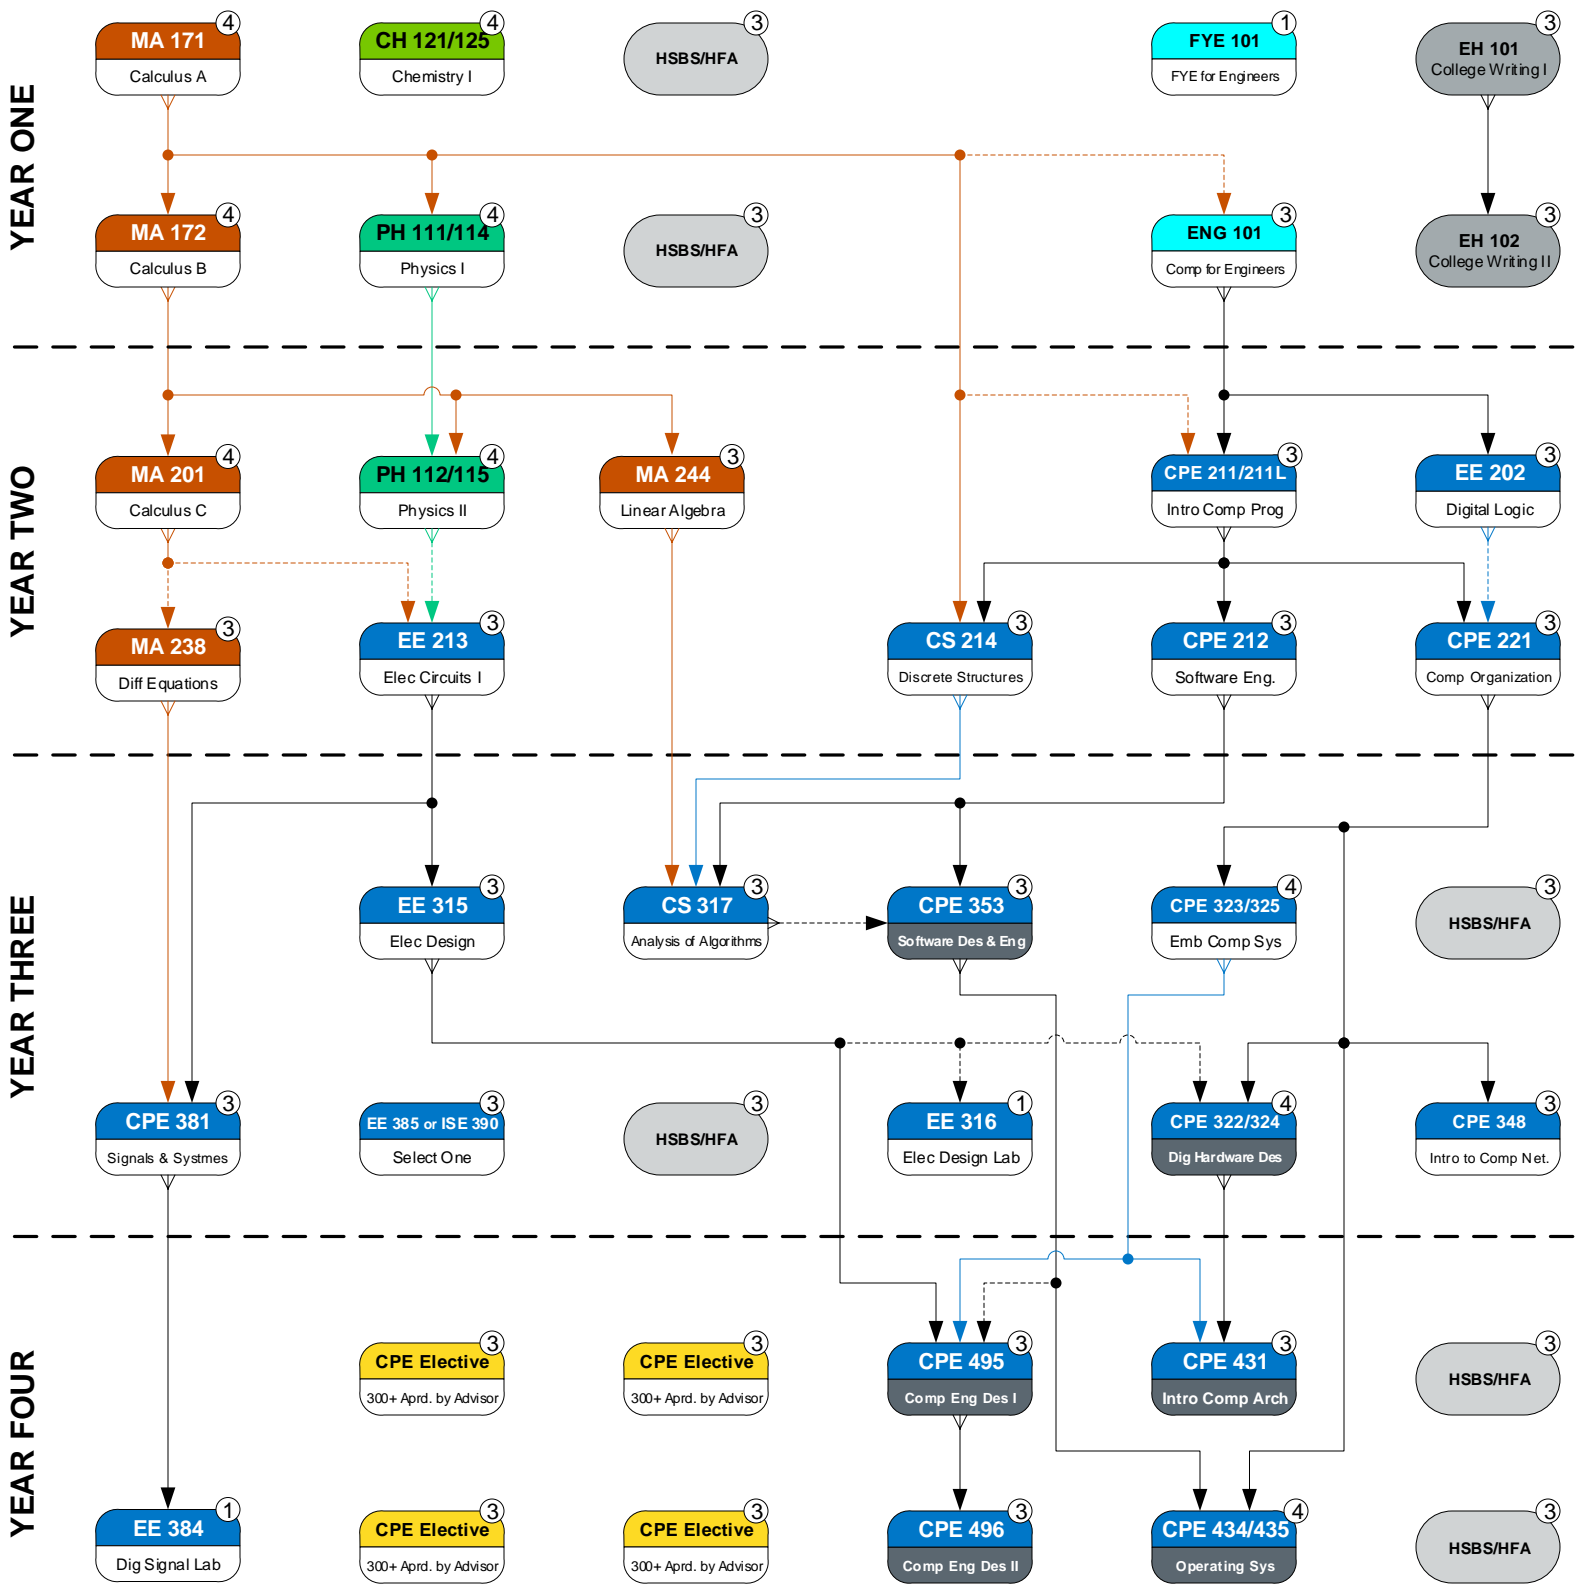 YEAR ONE
4
MA 171
Calculus A
4
CH 121/125
Chemistry I
3
HSBS/HFA
1
FYE 101
FYE for Engineers
3
EH 101
College Writing I
4
MA 172
Calculus B
4
PH 111/114
Physics I
3
HSBS/HFA
3
ENG 101
Comp for Engineers
3
EH 102
College Writing II
YEAR TWO
4
MA 201
Calculus C
4
PH 112/115
Physics II
3
MA 244
Linear Algebra
3
CPE 211/211L
Intro Comp Prog
3
EE 202
Digital Logic
3
MA 238
Diff Equations
3
EE 213
Elec Circuits I
3
CS 214
Discrete Structures
3
CPE 212
Software Eng.
3
CPE 221
Comp Organization
YEAR THREE
3
EE 315
Elec Design
3
CS 317
Analysis of Algorithms
3
CPE 353
Software Des & Eng
4
CPE 323/325
Emb Comp Sys
3
HSBS/HFA
3
CPE 381
Signals & Systmes
3
EE 385 or ISE 390
Select One
3
HSBS/HFA
1
EE 316
Elec Design Lab
4
CPE 322/324
Dig Hardware Des
3
CPE 348
Intro to Comp Net.
YEAR FOUR
3
CPE Elective
300+ Aprd. by Advisor
3
CPE Elective
300+ Aprd. by Advisor
3
CPE 495
Comp Eng Des I
3
CPE 431
Intro Comp Arch
3
HSBS/HFA
1
EE 384
Dig Signal Lab
3
CPE Elective
300+ Aprd. by Advisor
3
CPE Elective
300+ Aprd. by Advisor
3
CPE 496
Comp Eng Des II
4
CPE 434/435
Operating Sys
3
HSBS/HFA